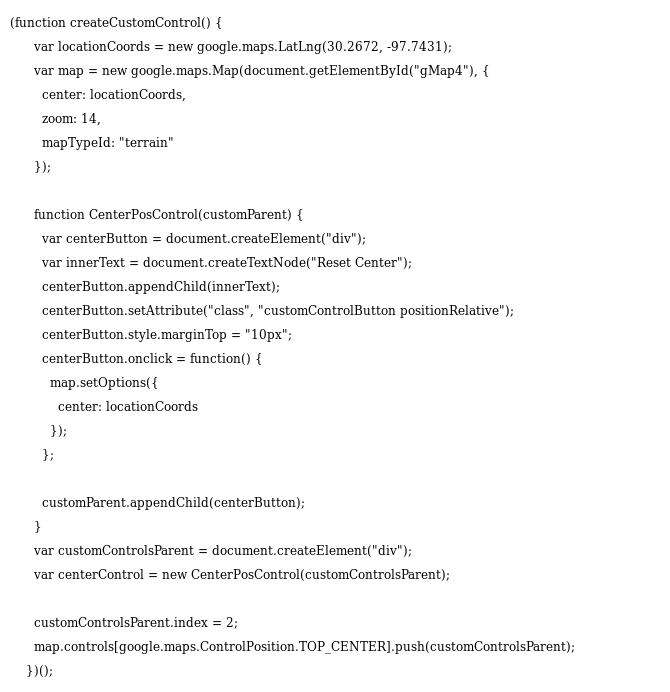 (function createCustomControl() {
var locationCoords = new google.maps.LatLng(30.2672, -97.7431);
var map = new google.maps.Map(document.getElementById("gMap4"), {
center: locationCoords,
zoom: 14,
mapTypeId: "terrain"
});
function CenterPosControl(customParent) {
var centerButton = document.createElement("div");
var innerText = document.createTextNode("Reset Center");
centerButton.appendChild(innerText);
centerButton.setAttribute("class", "customControlButton positionRelative");
centerButton.style.marginTop = "10px";
centerButton.onclick = function() {
map.setOptions({
center: locationCoords
});
};
customParent.appendChild(centerButton);
}
var customControlsParent = document.createElement("div");
var centerControl = new CenterPosControl(customControlsParent);
customControlsParent.index = 2;
map.controls[google.maps.ControlPosition.TOP_CENTER].push(customControlsParent);
})();